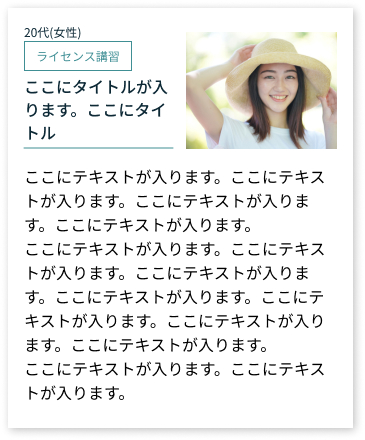 20代(女性)
ライセンス講習
ここにタイトルが入
ります。ここにタイ
トル
ここにテキストが入ります。ここにテキス
トが入ります。ここにテキストが入りま
す。ここにテキストが入ります。
ここにテキストが入ります。ここにテキス
トが入ります。ここにテキストが入りま
す。ここにテキストが入ります。ここにテ
キストが入ります。ここにテキストが入り
ます。ここにテキストが入ります。
ここにテキストが入ります。ここにテキス
トが入ります。